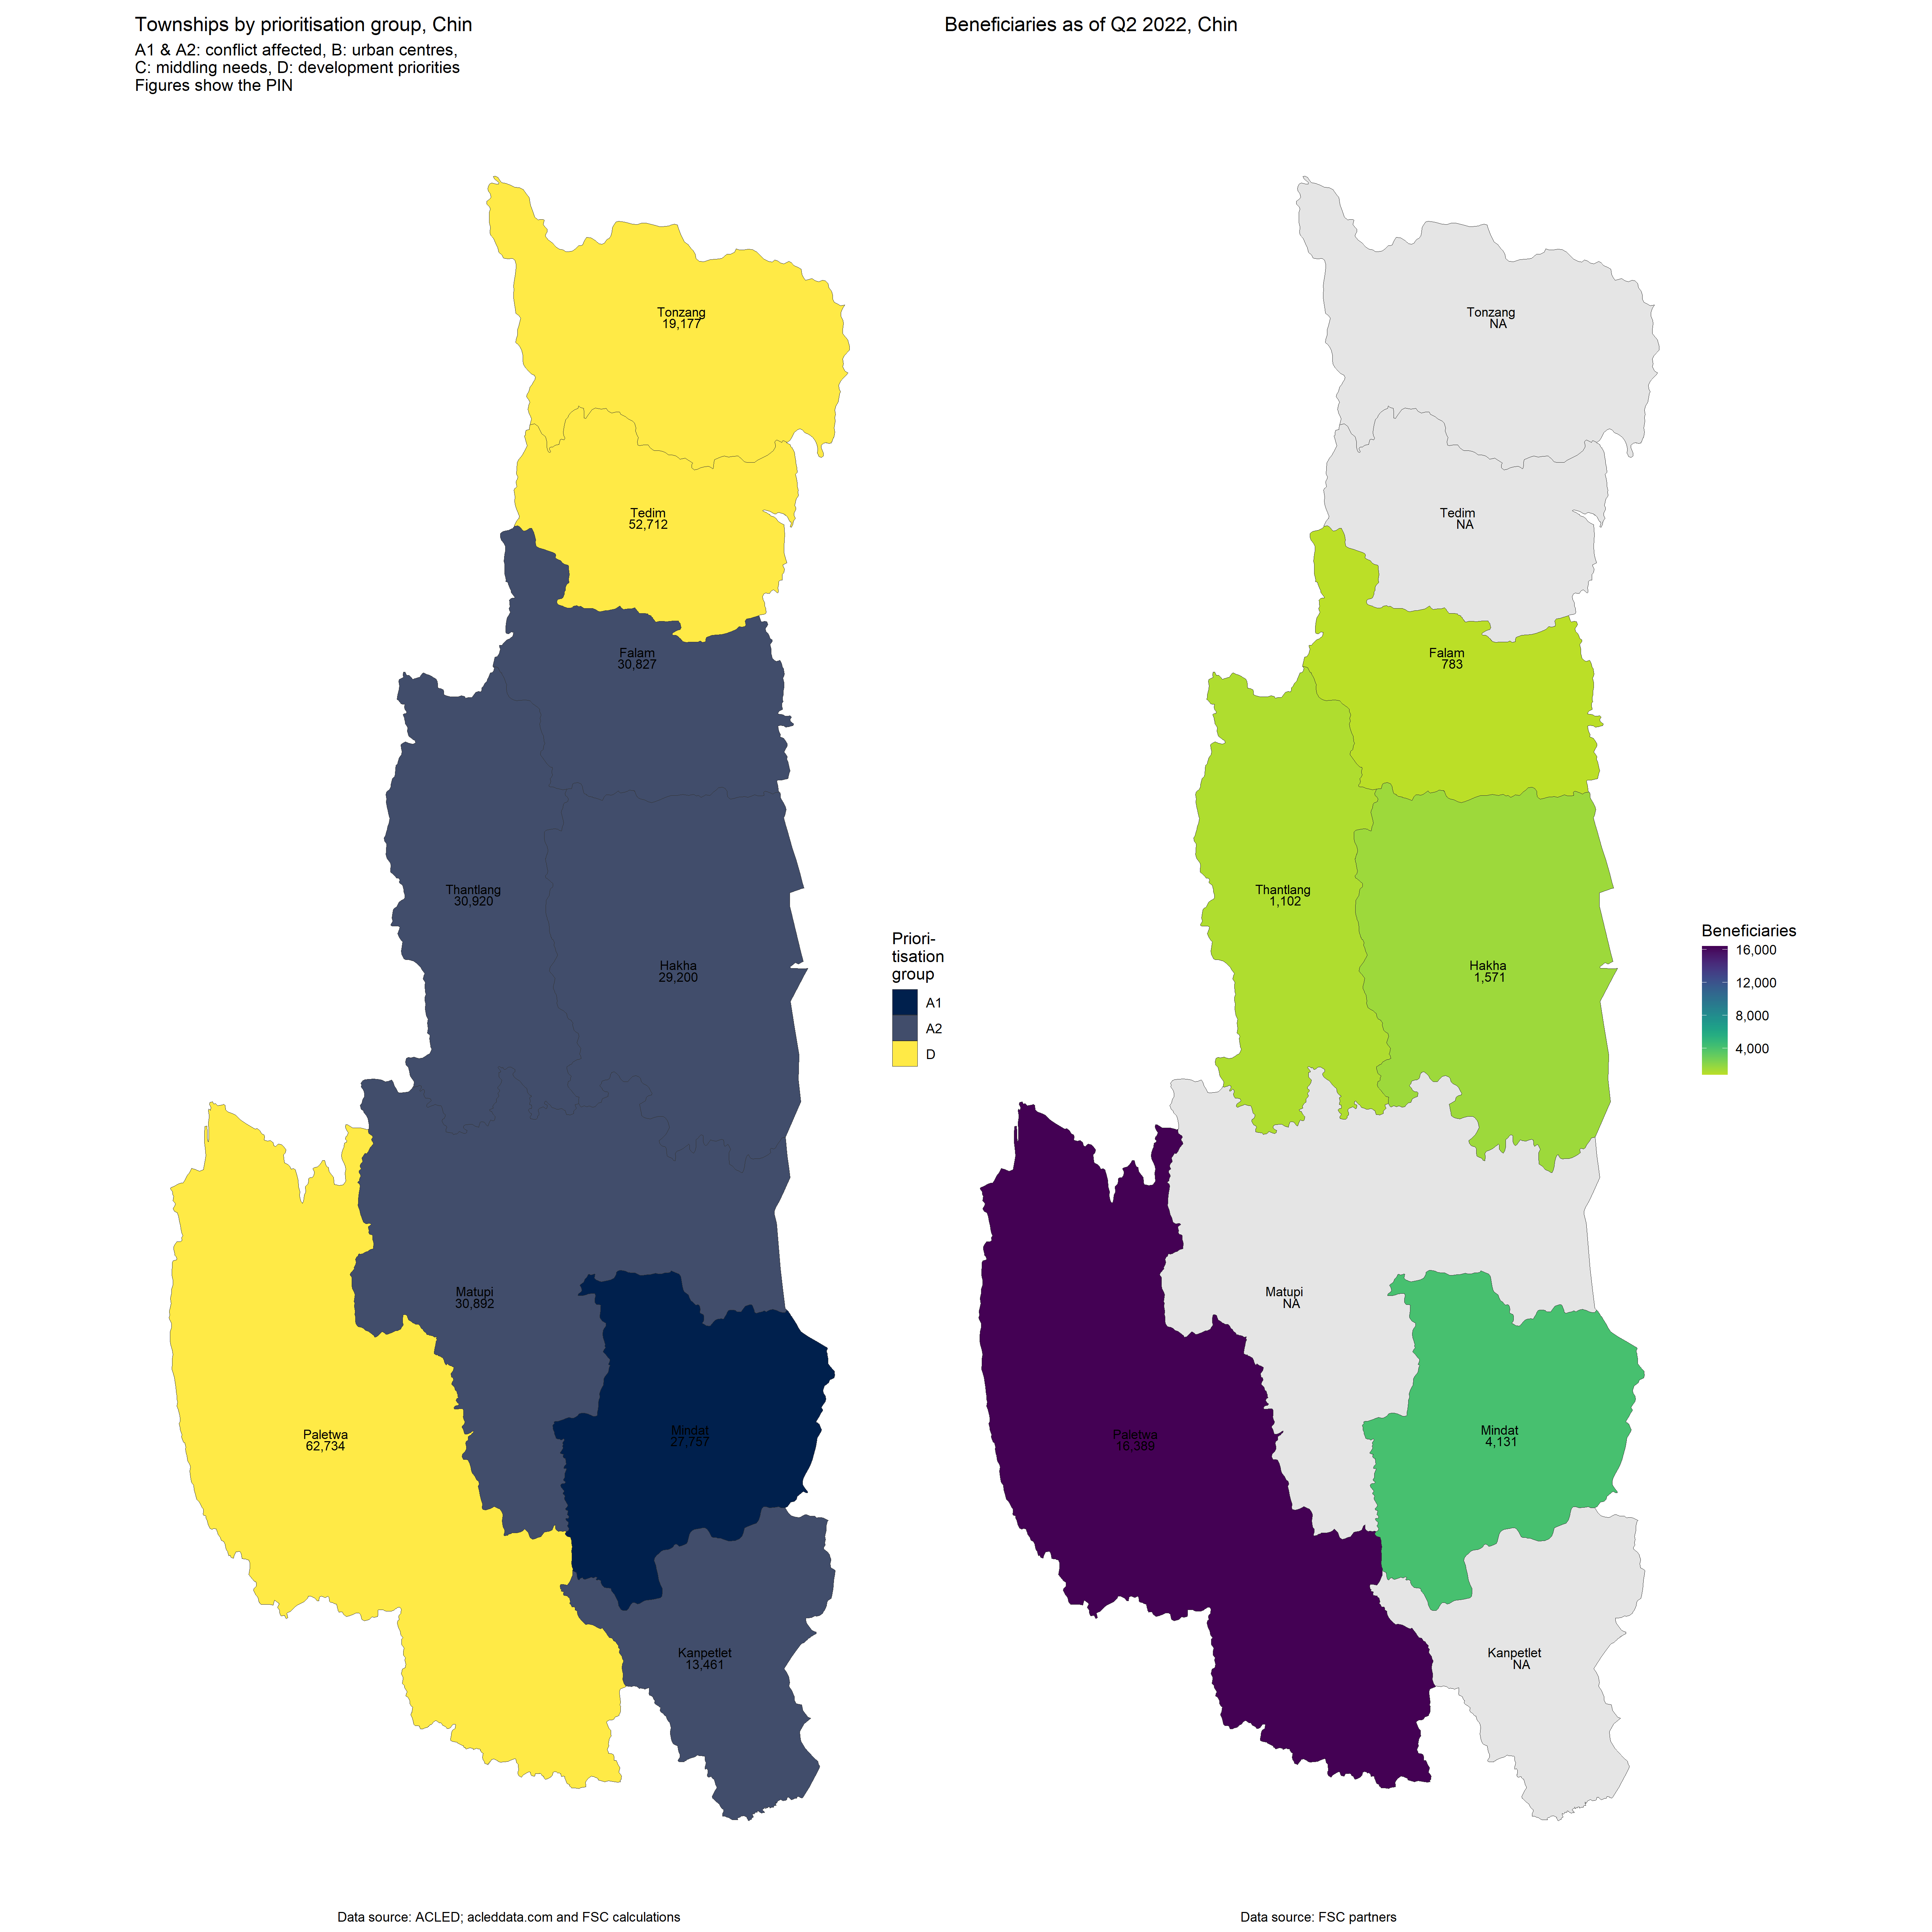 Townships by prioritisation group, Chin
A1 & A2: conflict affected, B: urban centres,
C: middling needs, D: development priorities
Figures show the PIN
Tonzang
19,177
Tedim
52,712
Falam
30,827
Thantlang
30,920
Hakha
29,200
Matupi
30,892
Paletwa
62,734
Mindat
27,757
Kanpetlet
13,461
Priori-
tisation
group
A1
A2
D
Data source: ACLED; acleddata.com and FSC calculations
Beneficiaries as of Q2 2022, Chin
Tonzang
NA
Tedim
NA
Falam
783
Thantlang
1,102
Hakha
1,571
Matupi
NA
Paletwa
16,389
Mindat
4,131
Kanpetlet
NA
Beneficiaries
16,000
12,000
8,000
4,000
Data source: FSC partners